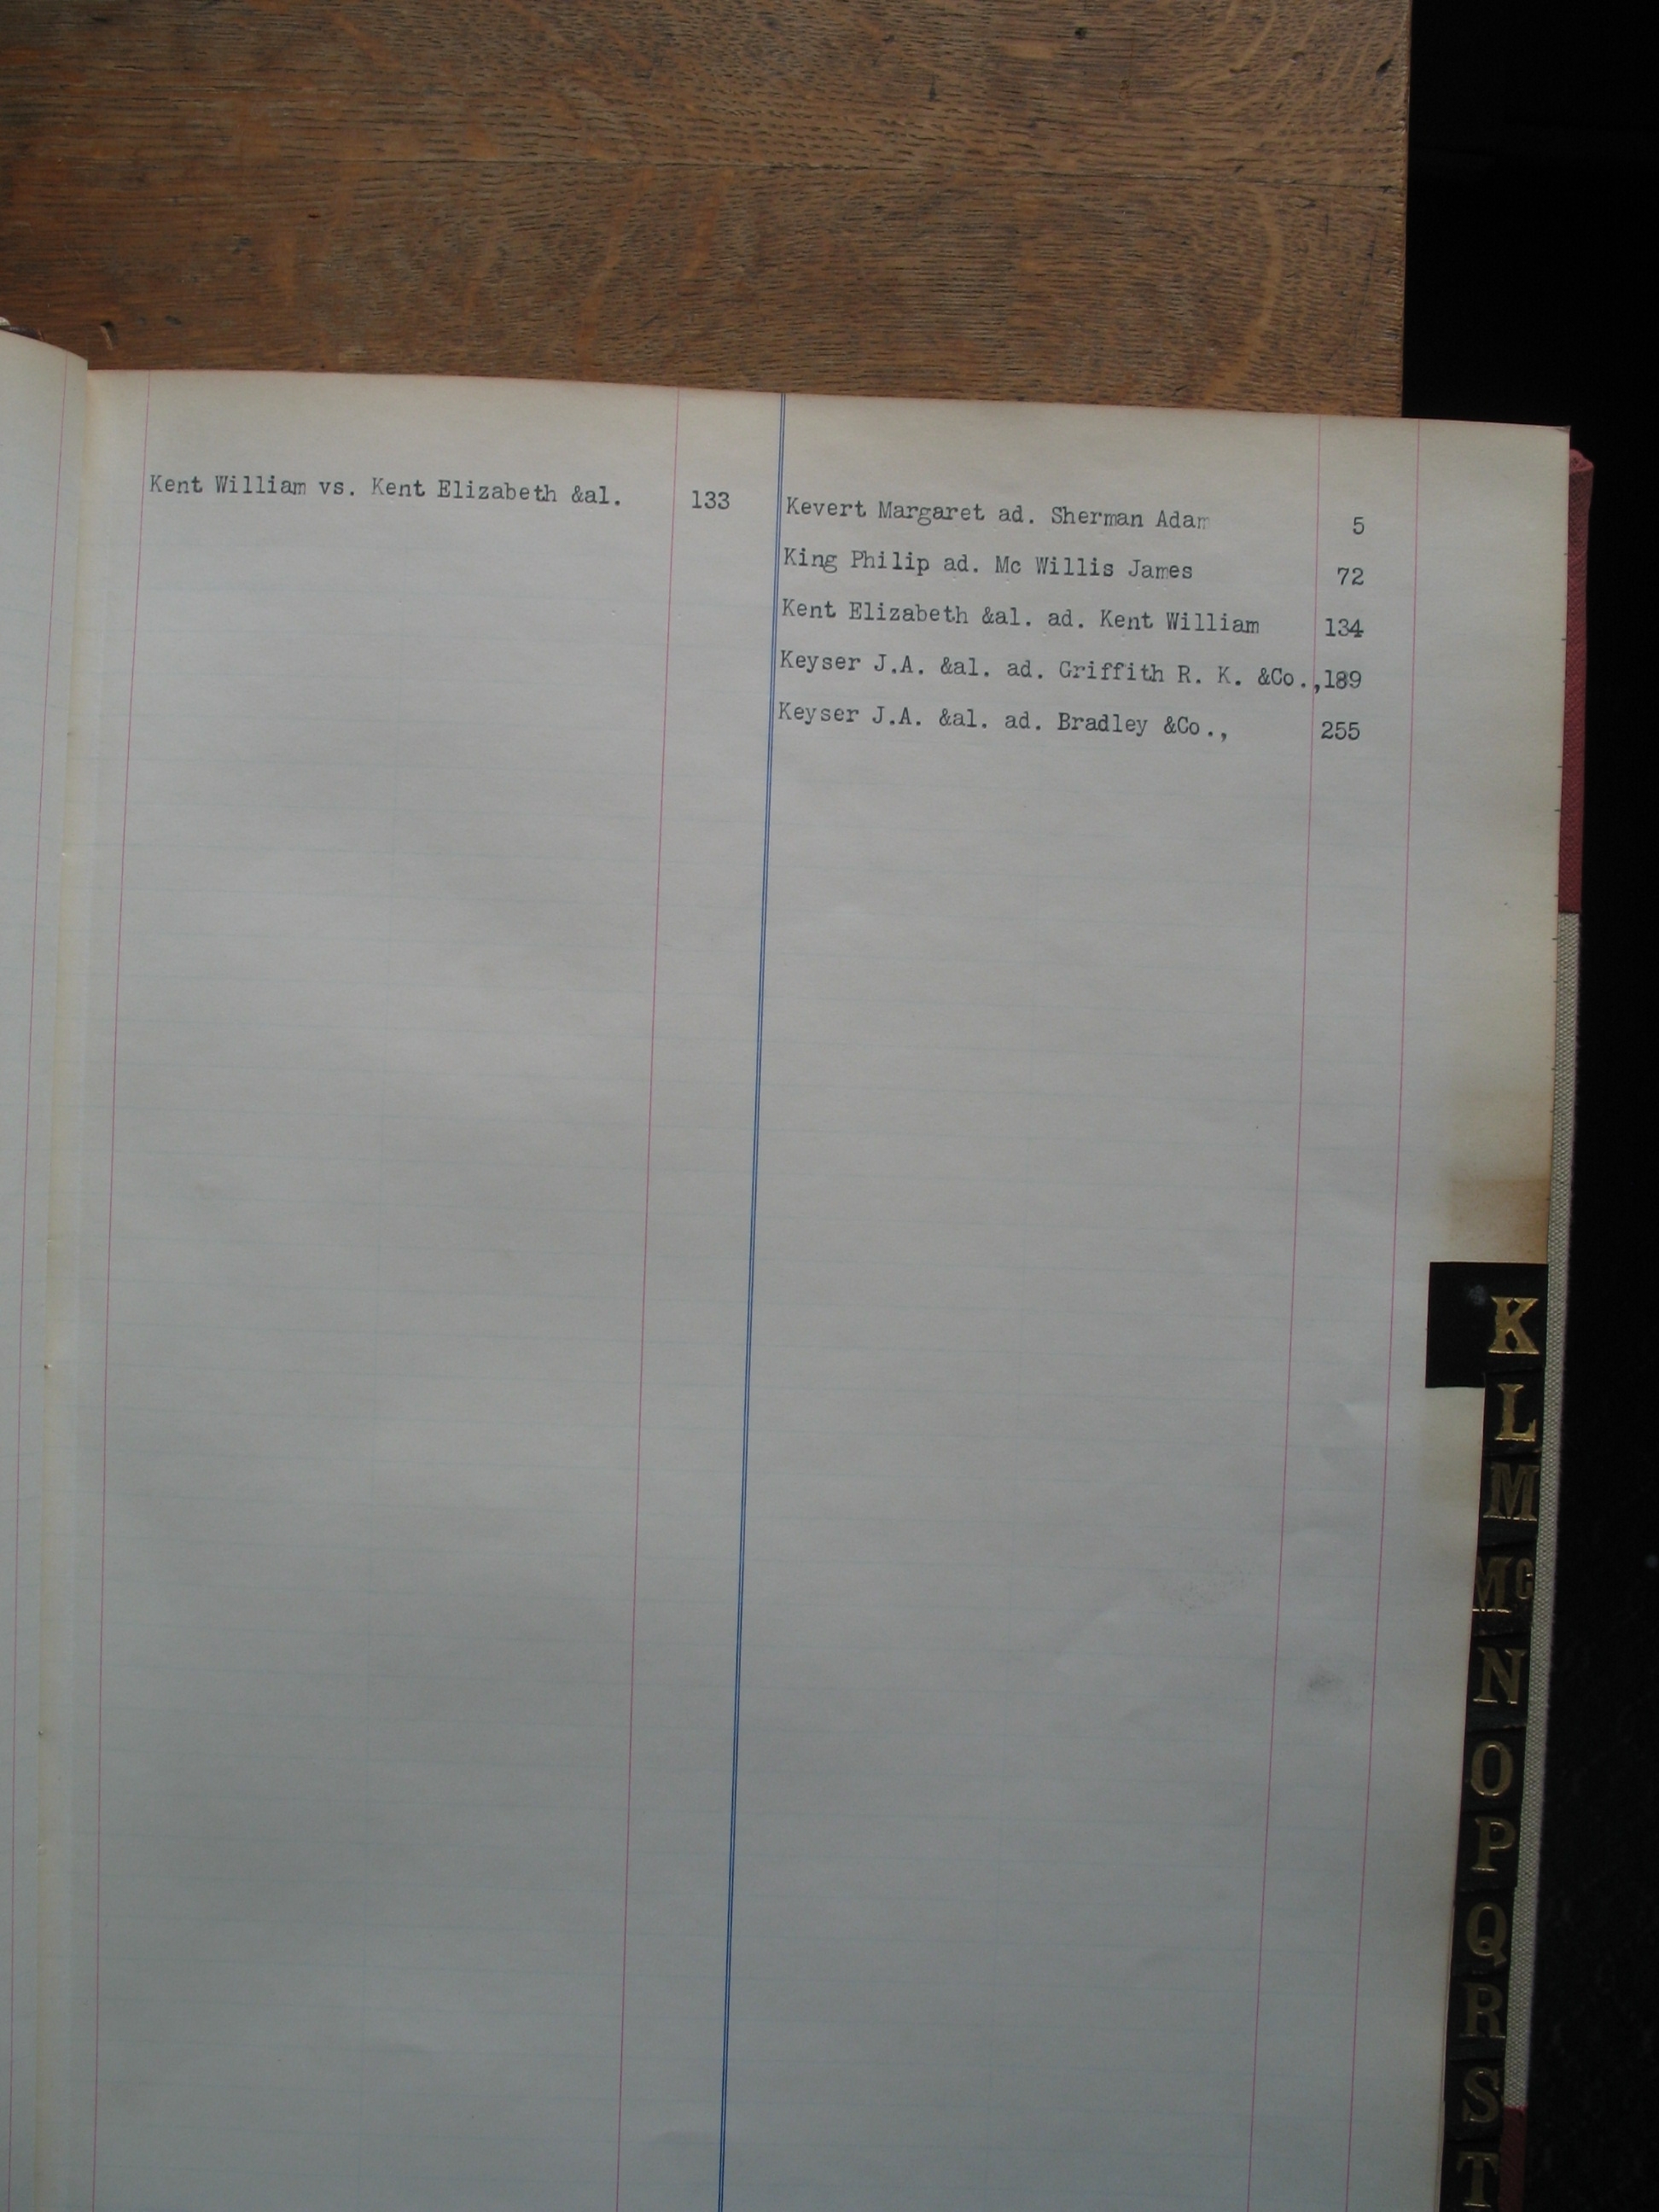 Kent William vs. Kent Elizabeth &al. 133
Kevert Margaret ad. Sherman Adam 5
King Philip ad. Mc Willis James 72
Kent Elizabeth &al. ad. Kent William 134
Keyser J.A. &al. ad. Griffith R. K. &Co.,189
Keyser J.A. &al. ad. Bradley &Co., 255
K
L
M
Mc
N
O
P
Q
R
S
T